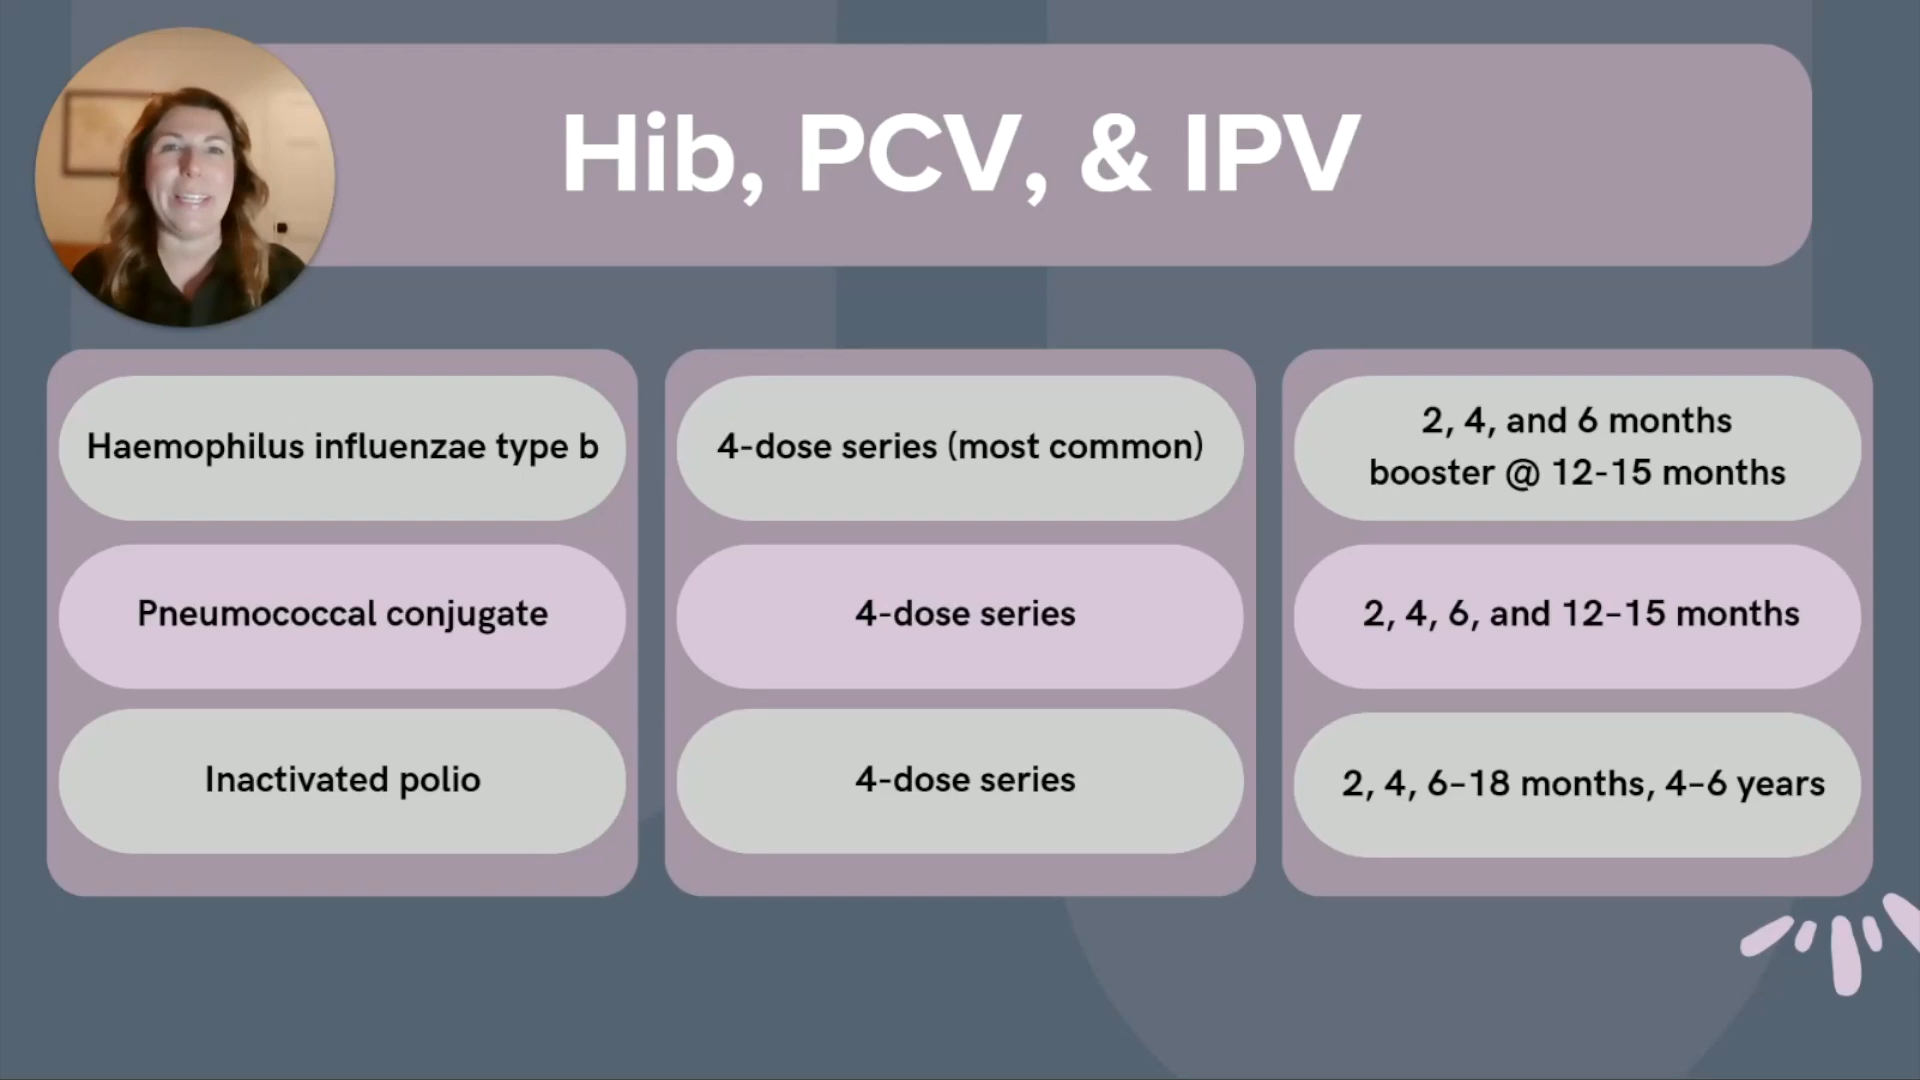 Hib, PCV, & IPV
Haemophilus influenzae type b
4-dose series (most common)
2, 4, and 6 months
booster @ 12-15 months
Pneumococcal conjugate
4-dose series
2, 4, 6, and 12–15 months
Inactivated polio
4-dose series
2, 4, 6–18 months, 4–6 years